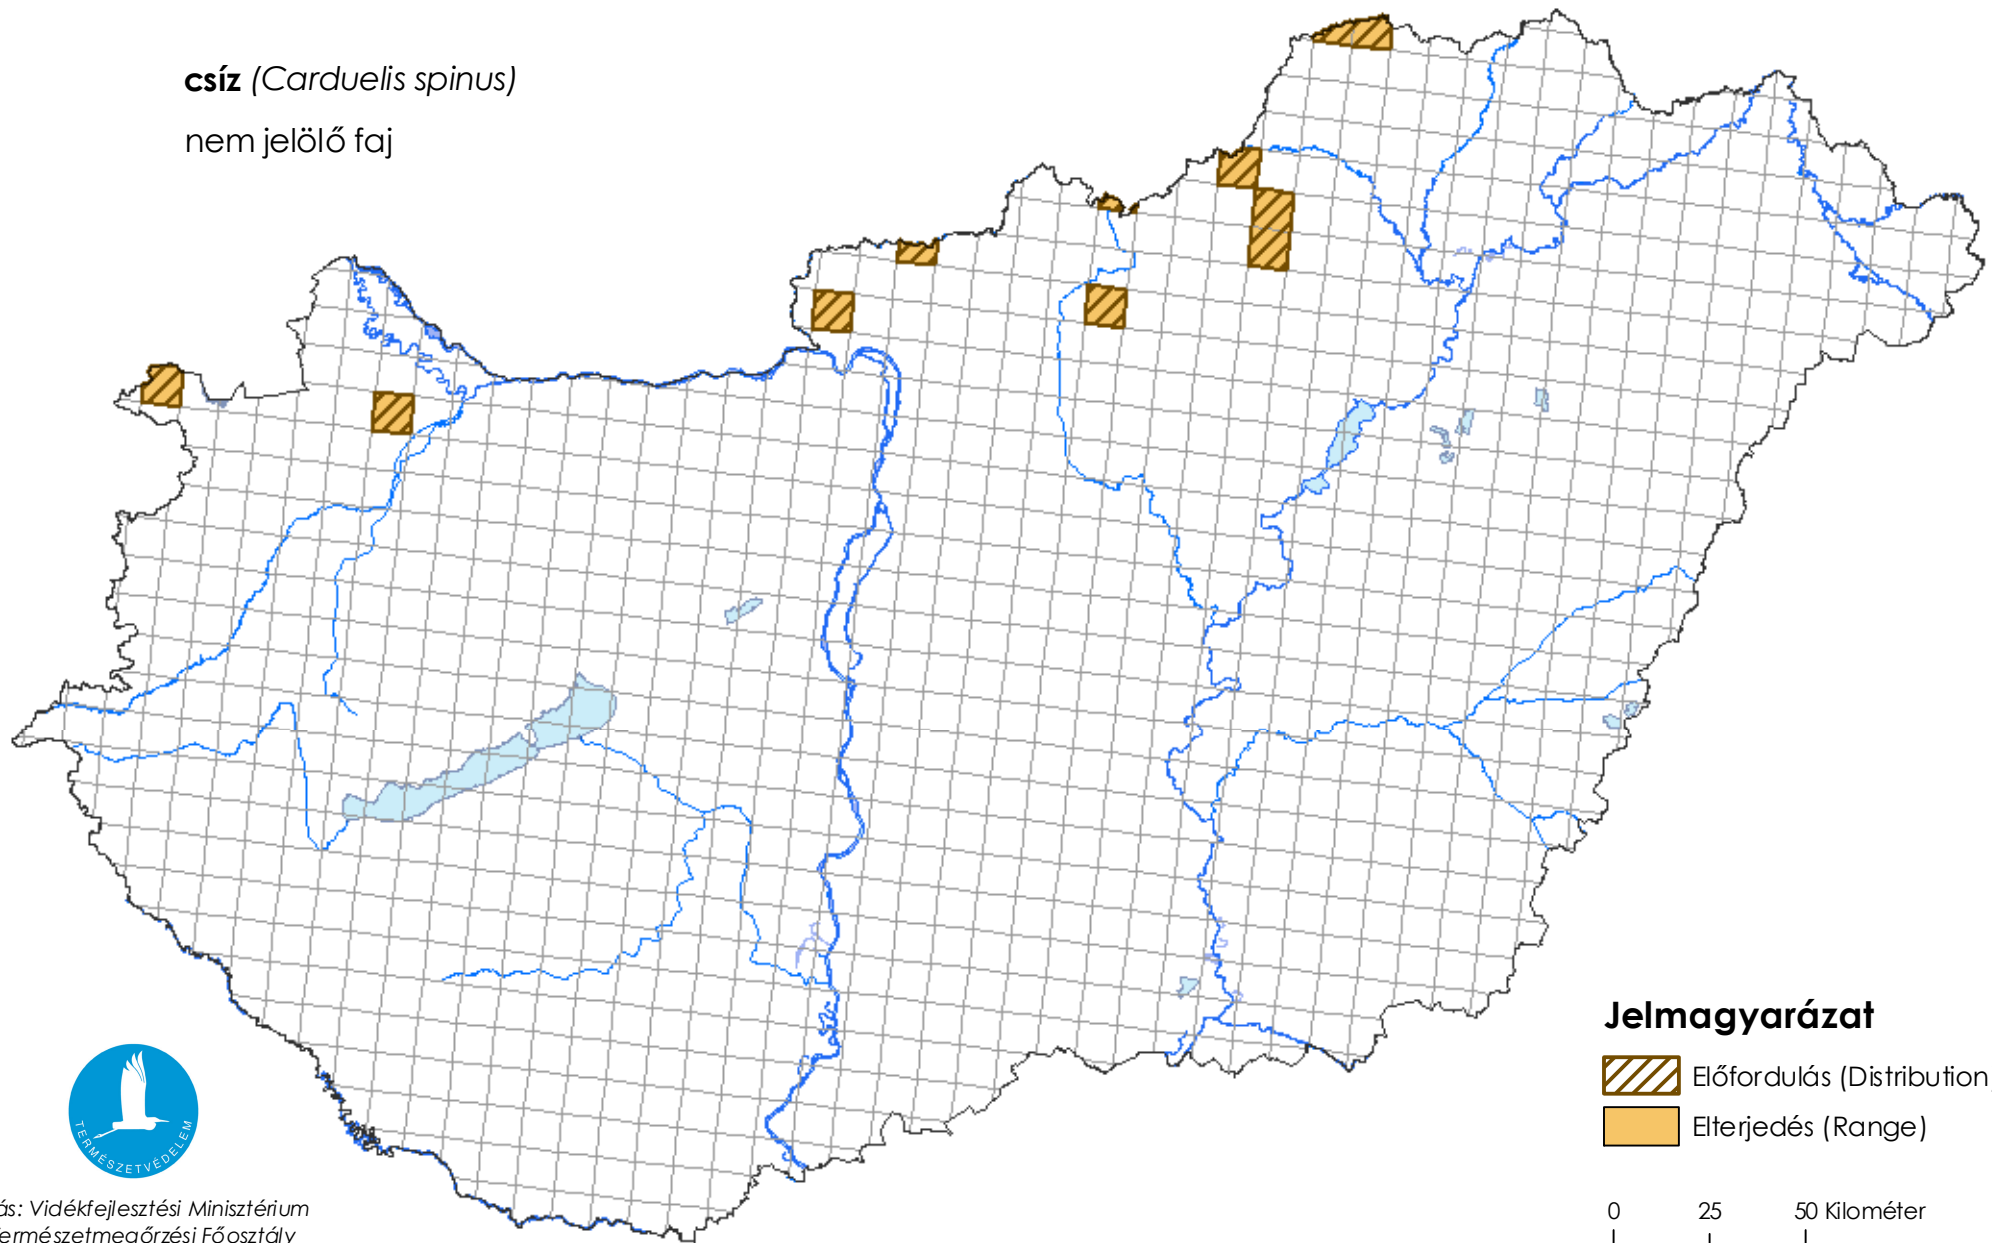 csíz (Carduelis spinus)
nem jelölő faj
Jelmagyarázat
Előfordulás (Distribution)
Elterjedés (Range)
0 25 50 Kilométer
TERMÉSZETVÉDELEM
Vidékfejlesztési Minisztérium
Természetmegőrzési Főosztály